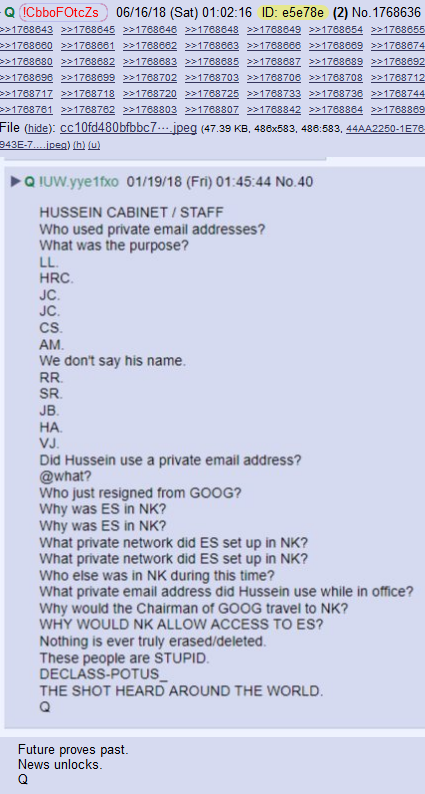 Q !CbboFOtcZs 06/16/18 (Sat) 01:02:16 ID: e5e78e (2) No.1768636
>>1768643 >>1768645 >>1768646 >>1768648 >>1768649 >>1768654 >>1768655
>>1768660 >>1768661 >>1768662 >>1768663 >>1768666 >>1768669 >>1768674
>>1768680 >>1768682 >>1768683 >>1768685 >>1768687 >>1768689 >>1768692
>>1768696 >>1768699 >>1768702 >>1768703 >>1768706 >>1768708 >>1768712
>>1768717 >>1768718 >>1768720 >>1768725 >>1768733 >>1768736 >>1768744
>>1768761 >>1768762 >>1768803 >>1768807 >>1768842 >>1768864 >>1768869
File (hide): cc10fd480bfbbc7⋯.jpeg (47.39 KB, 486x583, 486:583, 44AA2250-1E76-
943E-7….jpeg) (h) (u)
▶ Q !UW.yye1fxo 01/19/18 (Fri) 01:45:44 No.40
HUSSEIN CABINET / STAFF
Who used private email addresses?
What was the purpose?
LL.
HRC.
JC.
JC.
CS.
AM.
We don't say his name.
RR.
SR.
JB.
HA.
VJ.
Did Hussein use a private email address?
@what?
Who just resigned from GOOG?
Why was ES in NK?
Why was ES in NK?
What private network did ES set up in NK?
What private network did ES set up in NK?
Who else was in NK during this time?
What private email address did Hussein use while in office?
Why would the Chairman of GOOG travel to NK?
WHY WOULD NK ALLOW ACCESS TO ES?
Nothing is ever truly erased/deleted.
These people are STUPID.
DECLASS-POTUS_
THE SHOT HEARD AROUND THE WORLD.
Q
Future proves past.
News unlocks.
Q